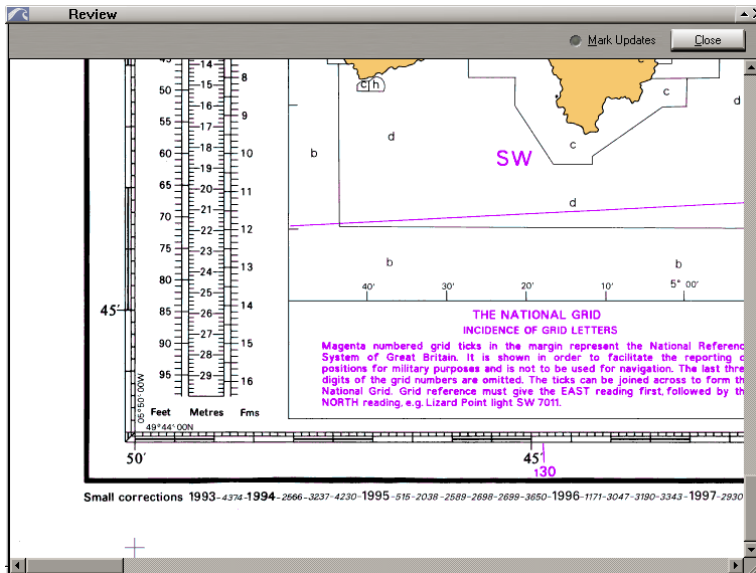 Review
Mark Updates
Close
45
50
55
60
65
70
75
80
85
90
95
Feet
14
15
16
17
18
19
20
21
22
23
24
25
26
27
28
29
Metres
8
9
10
11
12
13
14
15
16
Fms
45'
05°50'·00W
49°44'·00N
c h
b
d
c
d
SW
c
d
b
b
40'
30'
20'
10'
5° 00'
THE NATIONAL GRID
INCIDENCE OF GRID LETTERS
Magenta numbered grid ticks in the margin represent the National Referenc
System of Great Britain. It is shown in order to facilitate the reporting o
positions for military purposes and is not to be used for navigation. The last thre
digits of the grid numbers are omitted. The ticks can be joined across to form th
National Grid. Grid reference must give the EAST reading first, followed by th
NORTH reading, e.g. Lizard Point light SW 7011.
50'
45'
130
Small corrections 1993-4374-1994-2566-3237-4230-1995-515-2038-2589-2698-2699-3650-1996-1171-3047-3190-3343-1997-2930